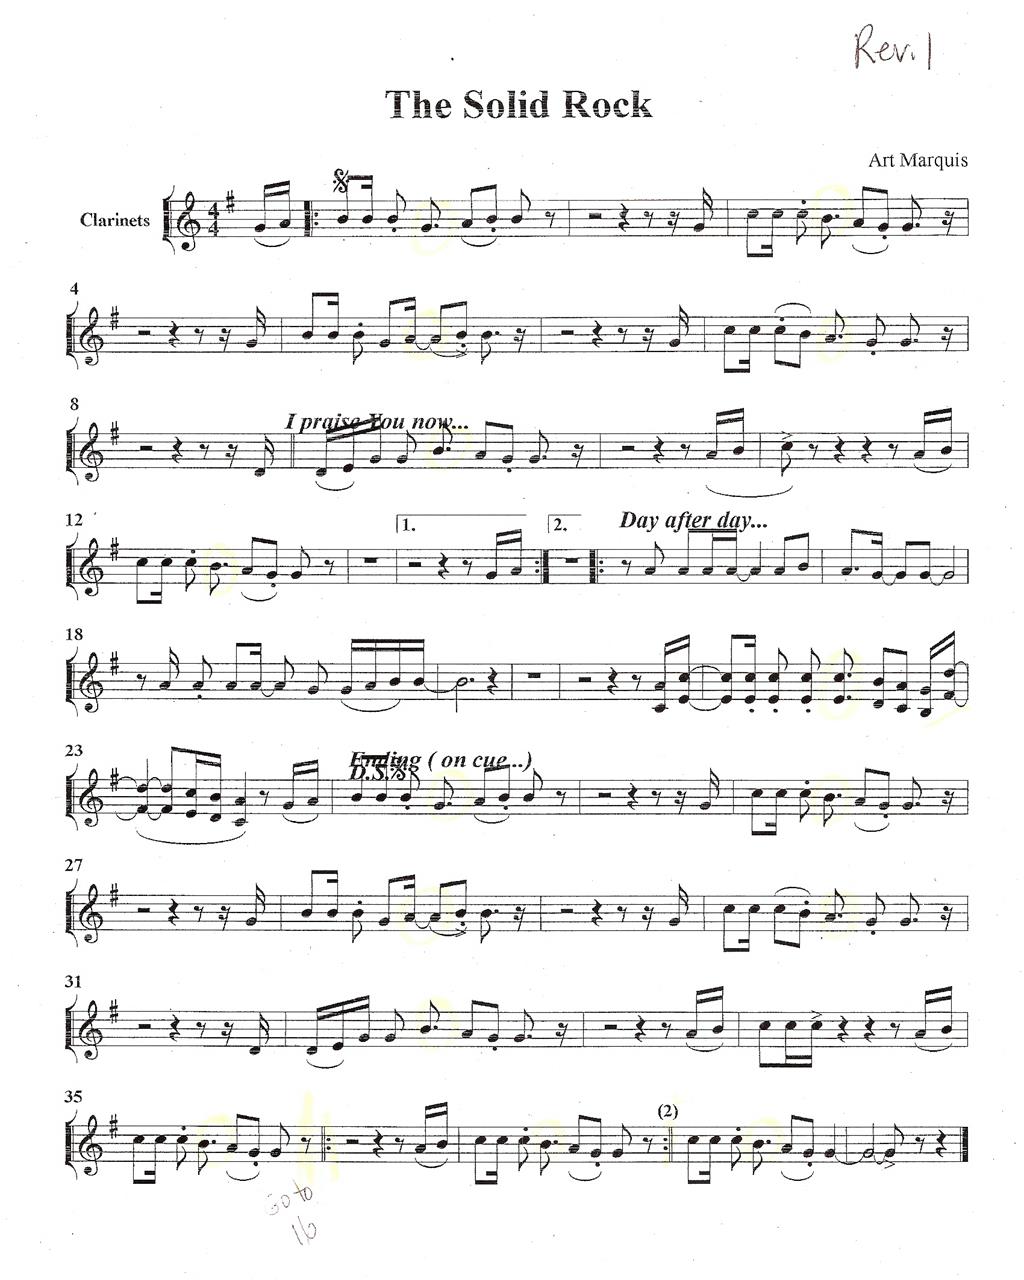 Rev. 1
The Solid Rock
Art Marquis
Clarinets
4
8
I praise You now...
12
1.
2.
Day after day...
18
23
Ending ( on cue...)
D.S.
27
31
35
(2)
Go to
16